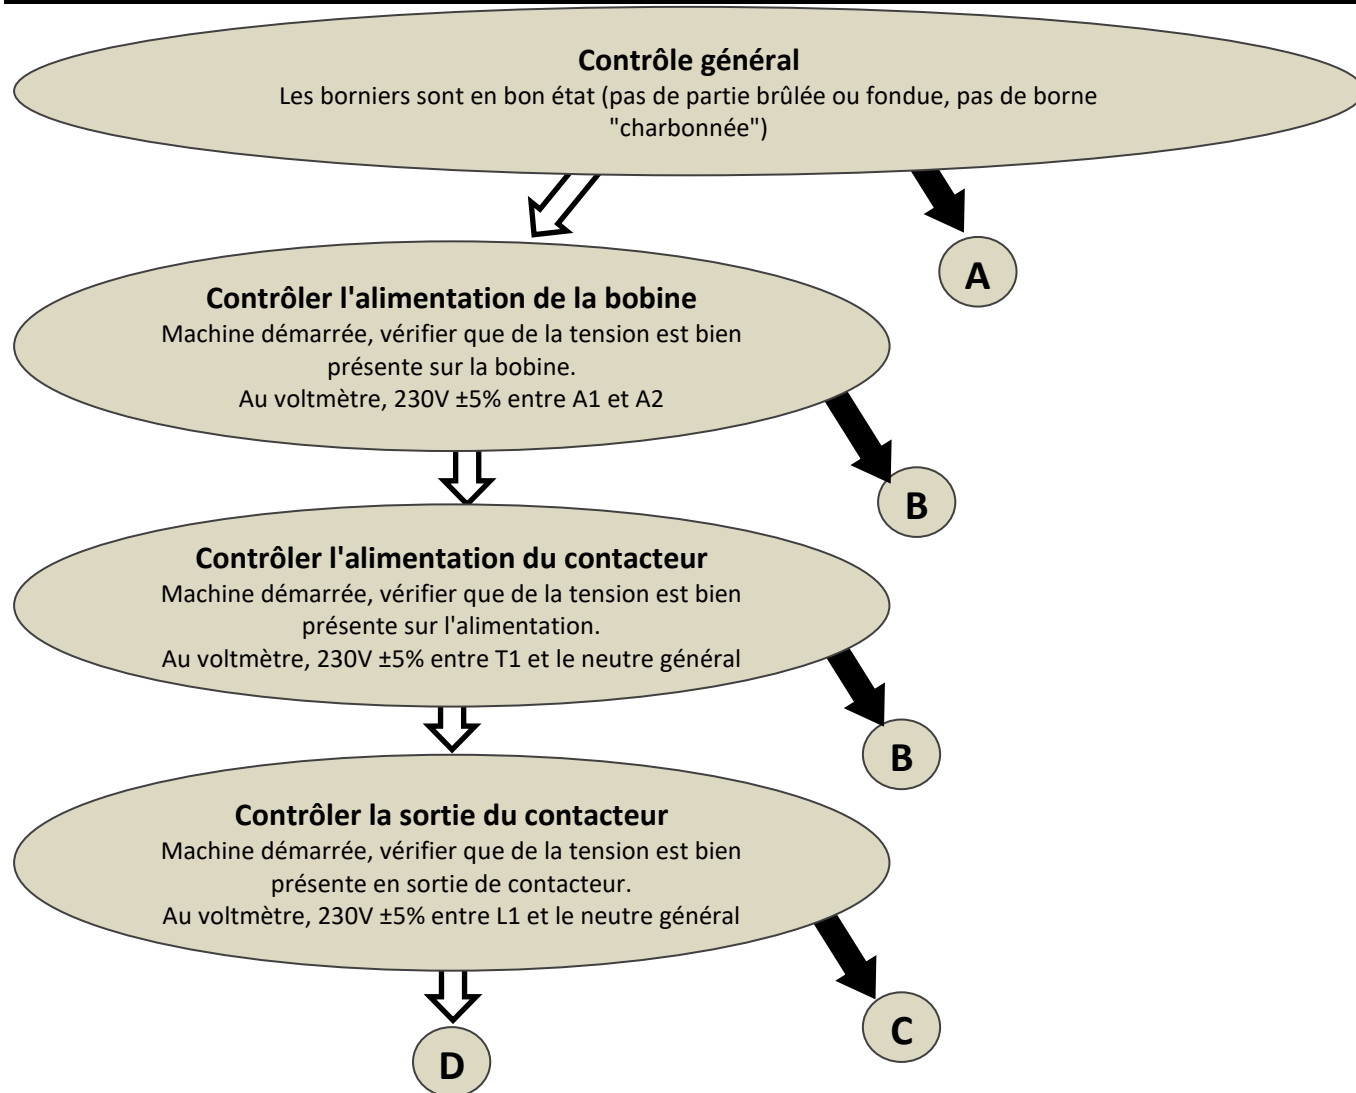 Contrôle général
Les borniers sont en bon état (pas de partie brûlée ou fondue, pas de borne
"charbonnée")
A
Contrôler l'alimentation de la bobine
Machine démarrée, vérifier que de la tension est bien
présente sur la bobine.
Au voltmètre, 230V ±5% entre A1 et A2
B
Contrôler l'alimentation du contacteur
Machine démarrée, vérifier que de la tension est bien
présente sur l'alimentation.
Au voltmètre, 230V ±5% entre T1 et le neutre général
B
Contrôler la sortie du contacteur
Machine démarrée, vérifier que de la tension est bien
présente en sortie de contacteur.
Au voltmètre, 230V ±5% entre L1 et le neutre général
C
D